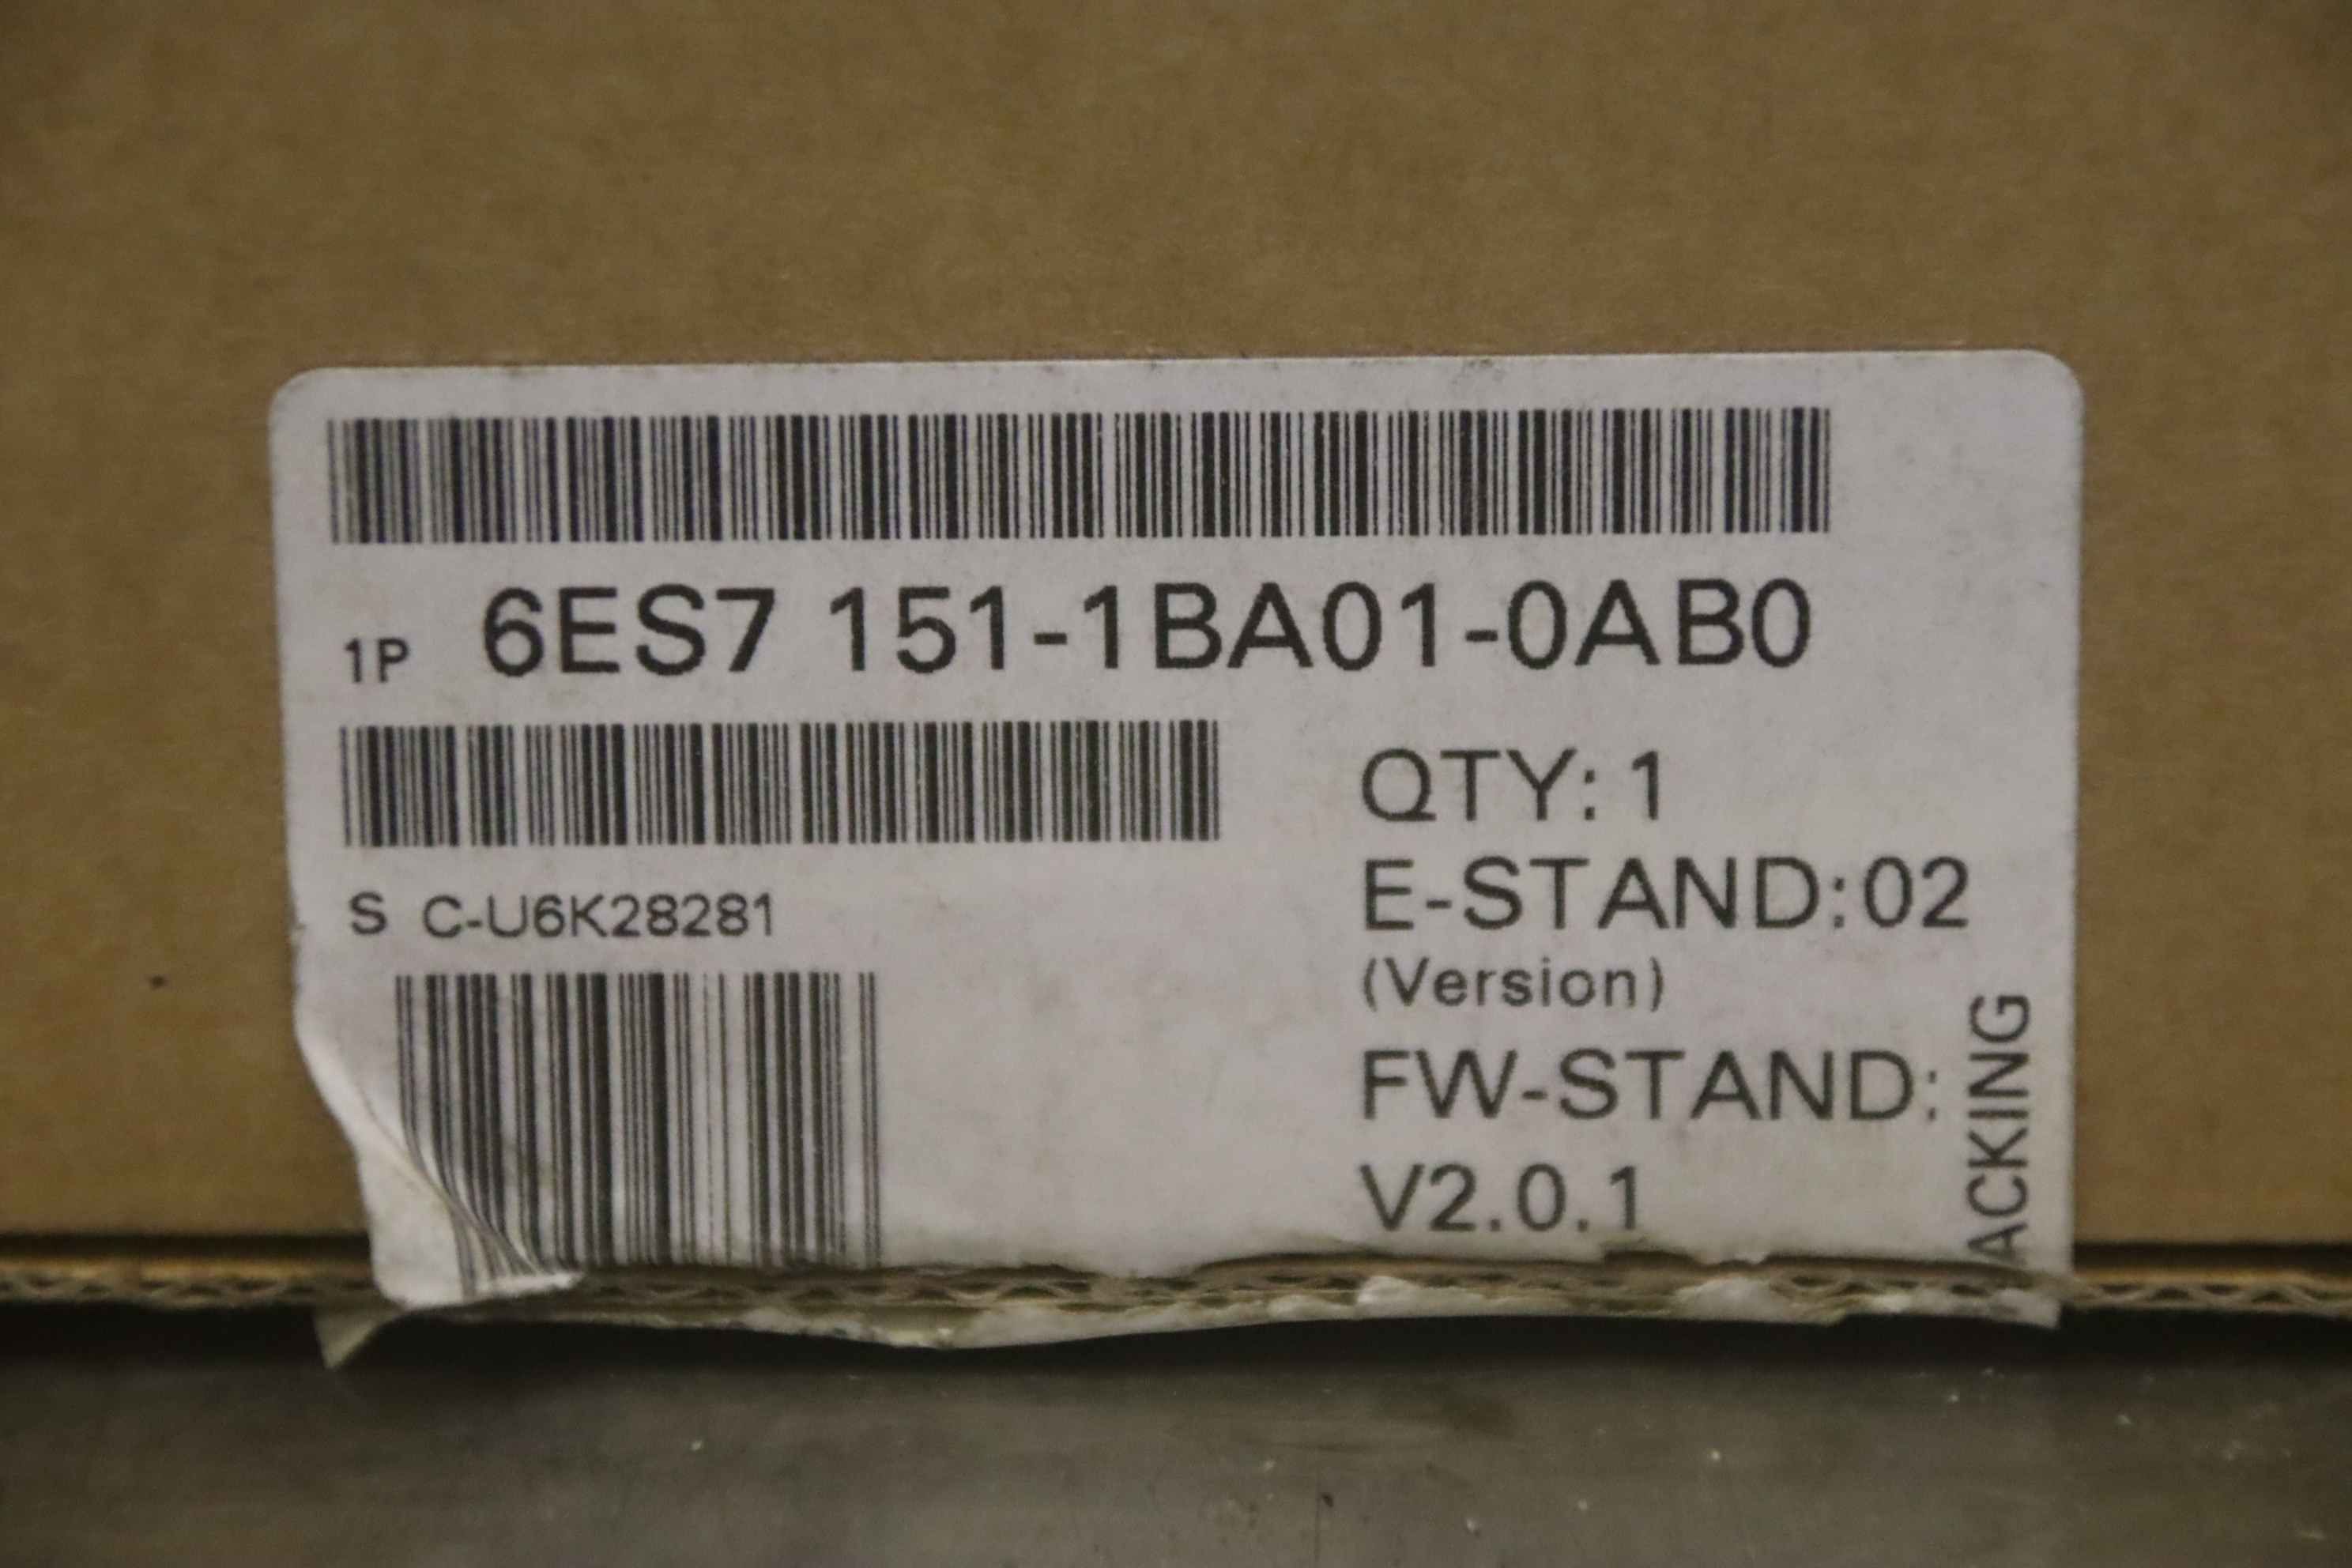 1P 6ES7 151-1BA01-0AB0
S C-U6K28281
QTY: 1
E-STAND:02
(Version)
FW-STAND:
V2.0.1
ACKING